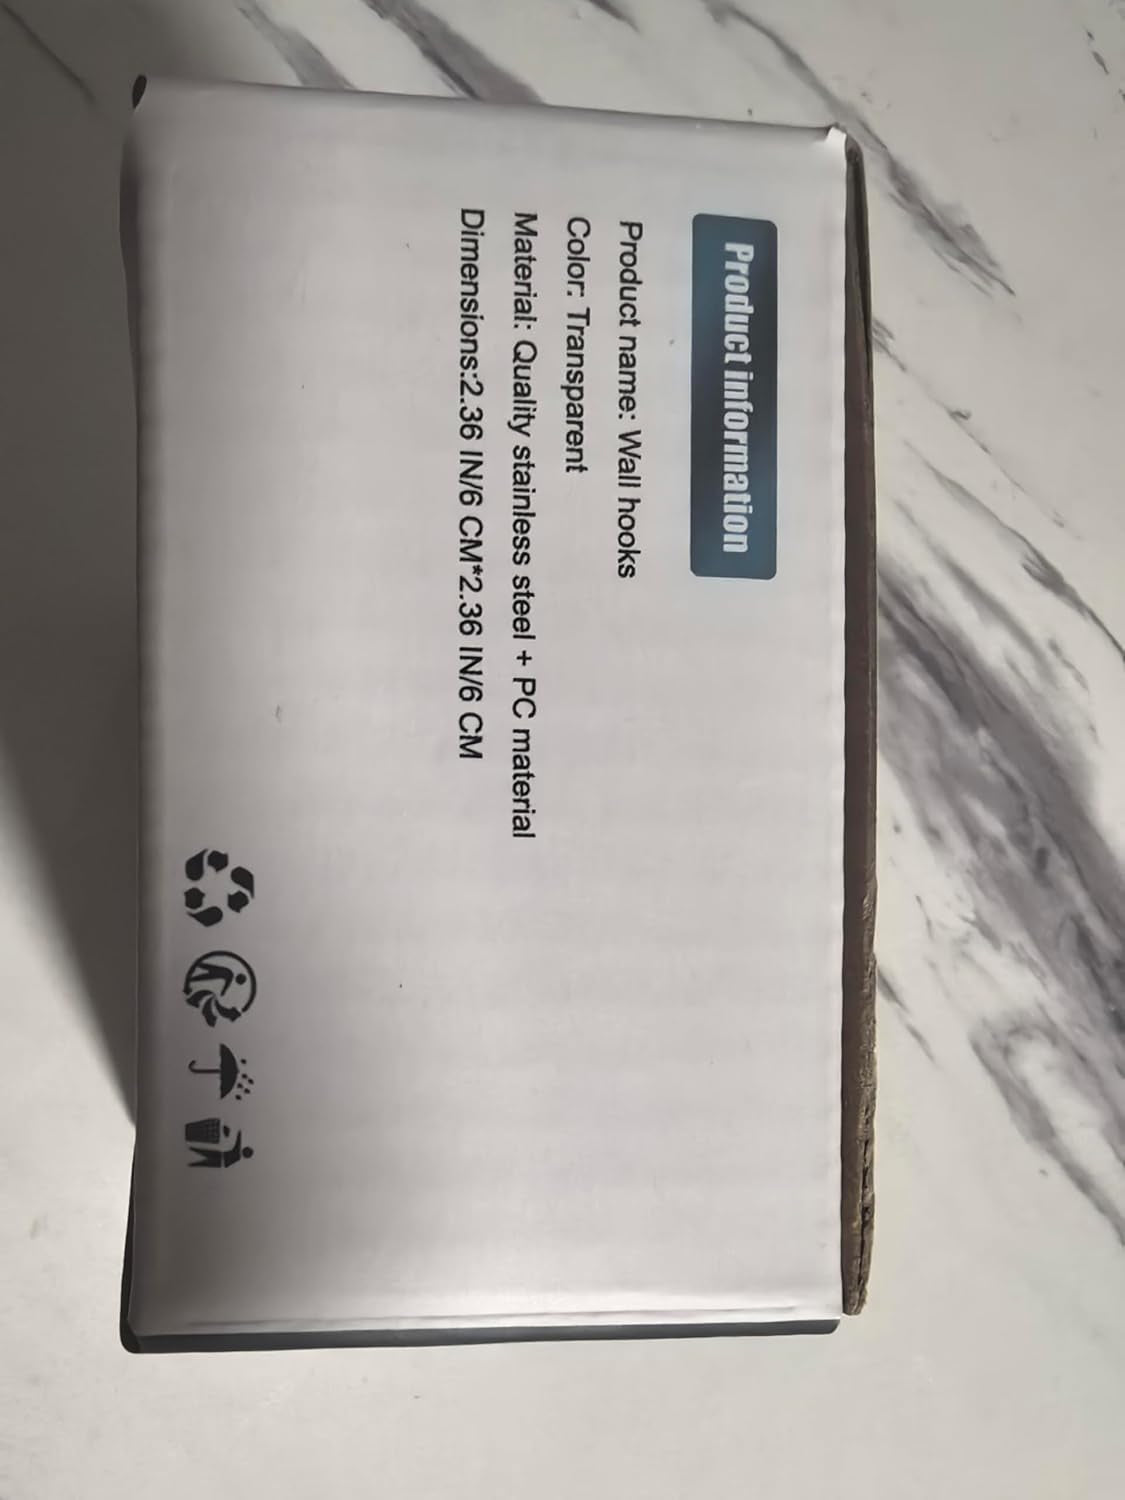 Product information
Product name: Wall hooks
Color: Transparent
Material: Quality stainless steel + PC material
Dimensions:2.36 IN/6 CM*2.36 IN/6 CM